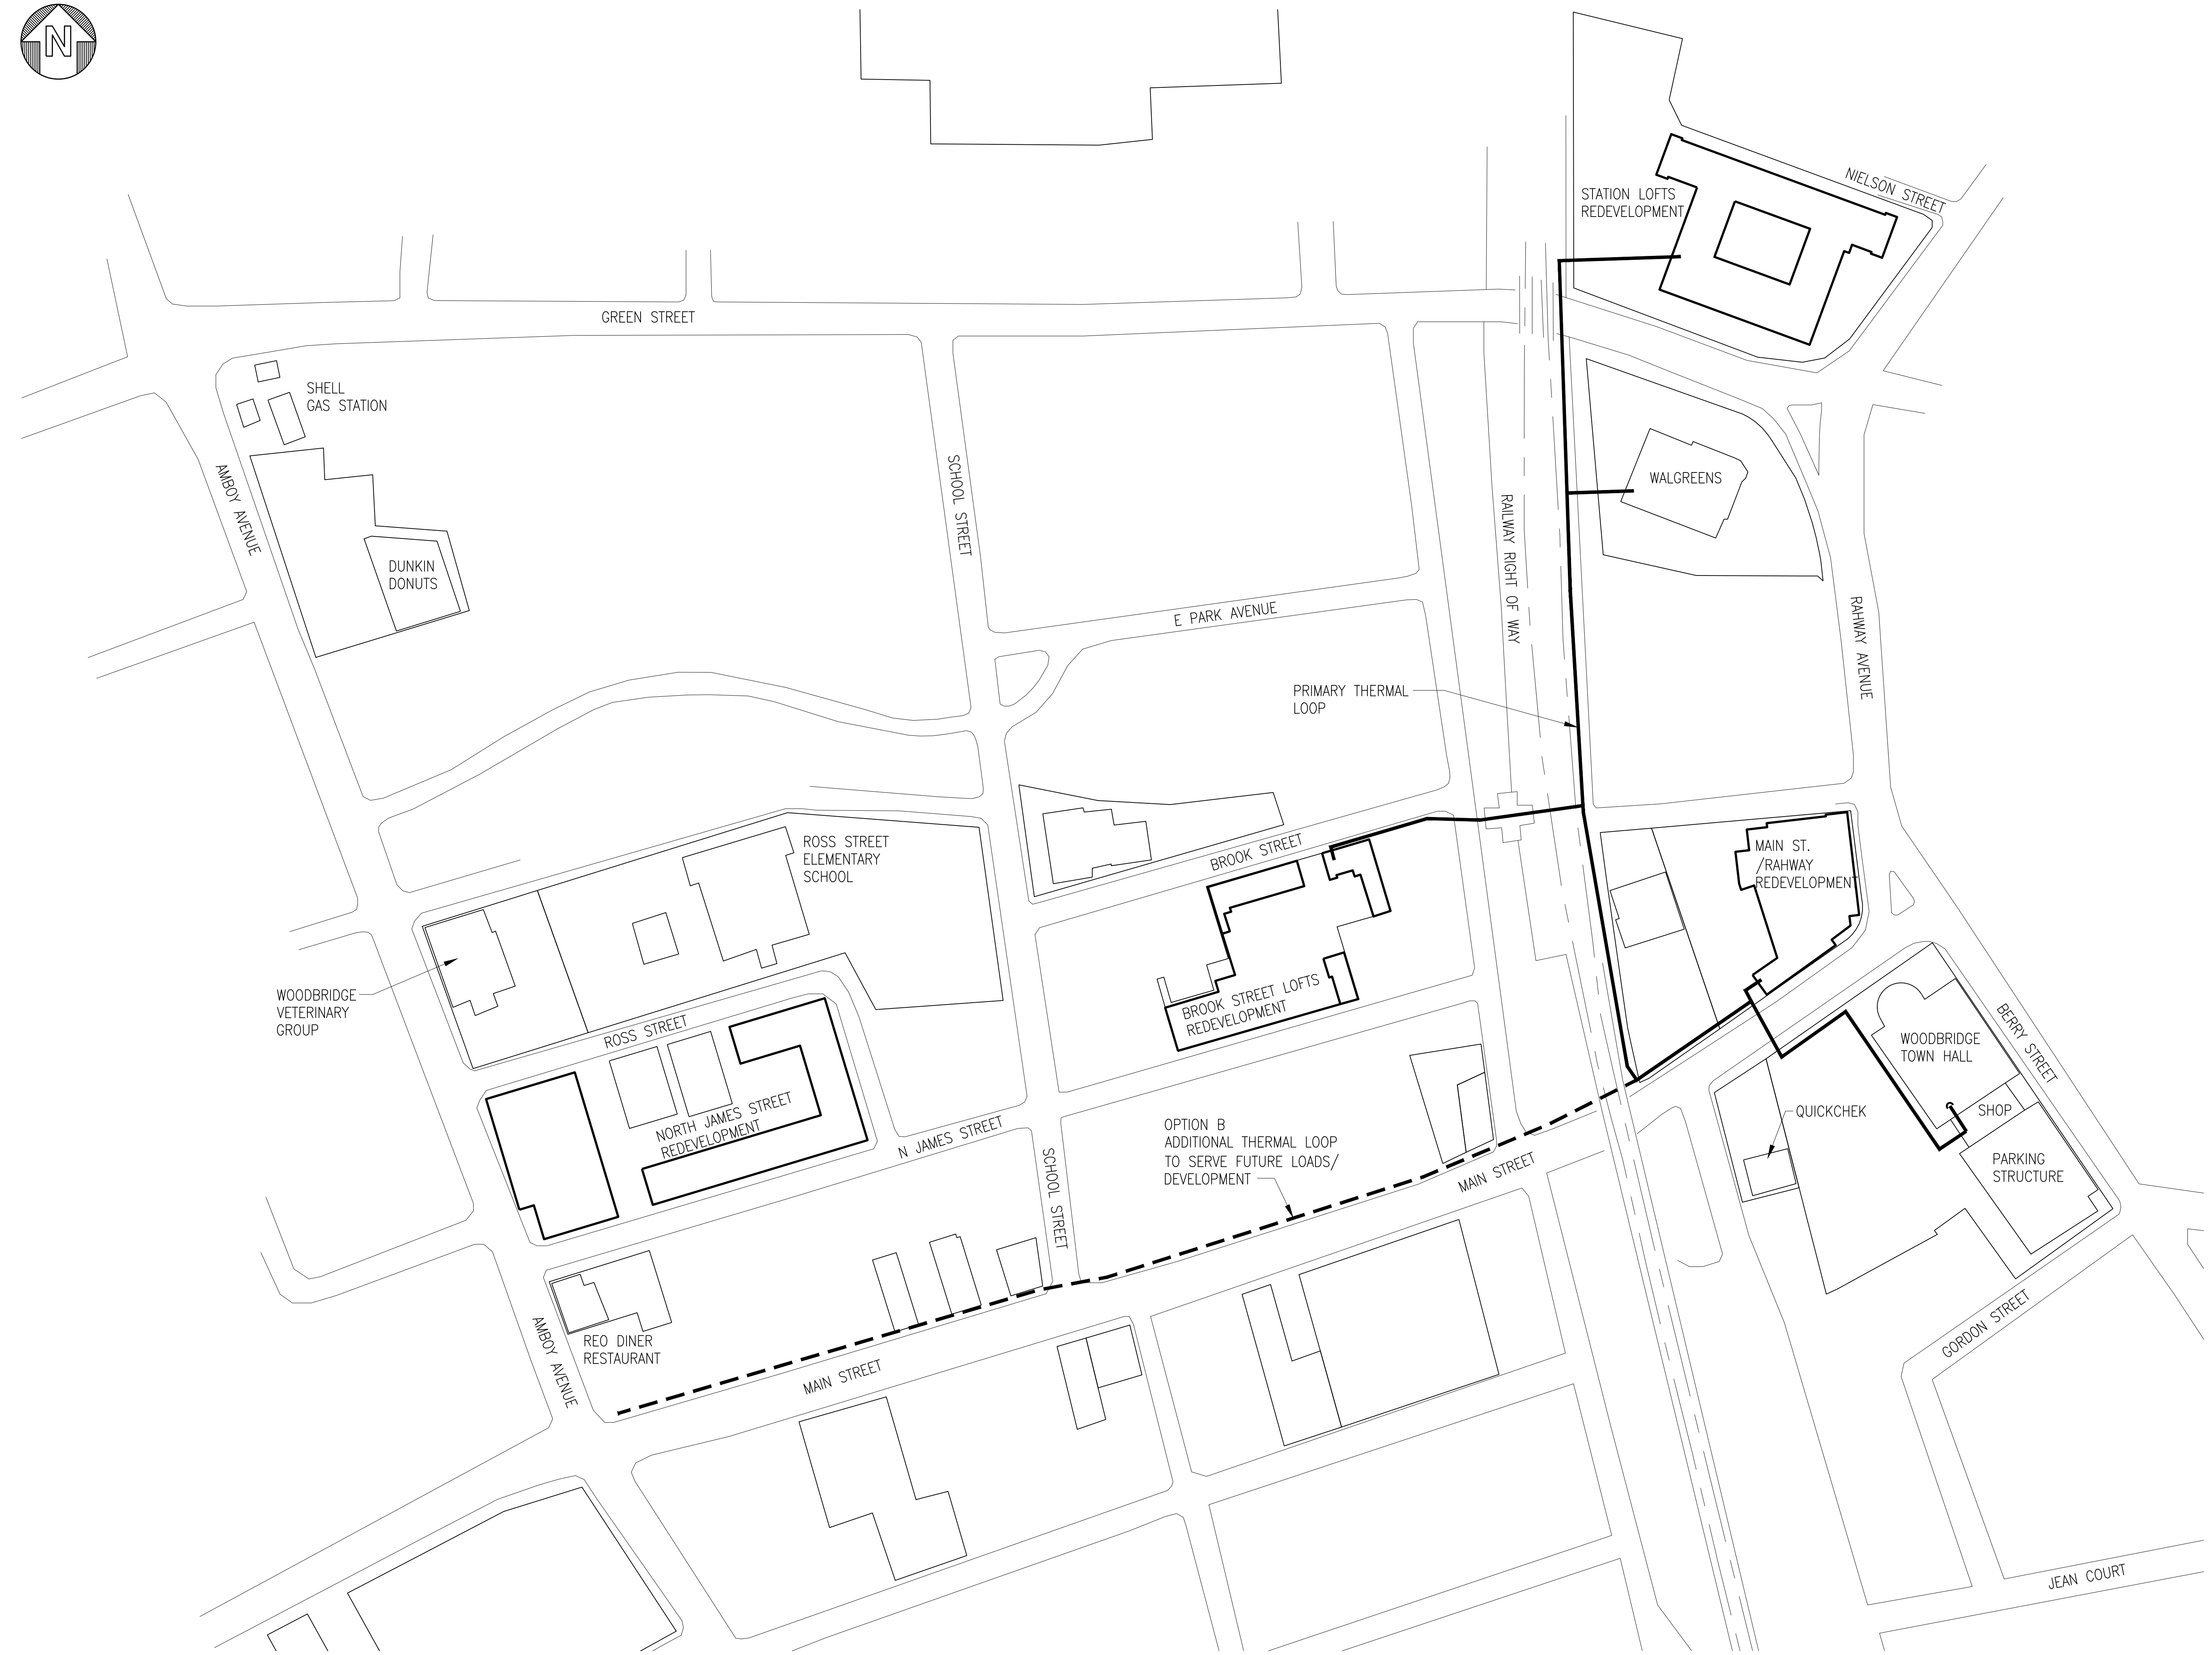 N
NIELSON STREET
STATION LOFTS
REDEVELOPMENT
GREEN STREET
SHELL
GAS STATION
AMBOY AVENUE
SCHOOL STREET
WALGREENS
RAILWAY RIGHT OF WAY
DUNKIN
DONUTS
E PARK AVENUE
RAHWAY AVENUE
PRIMARY THERMAL
LOOP
ROSS STREET
ELEMENTARY
SCHOOL
BROOK STREET
MAIN ST.
/RAHWAY
REDEVELOPMENT
WOODBRIDGE
VETERINARY
GROUP
BROOK STREET LOFTS
REDEVELOPMENT
ROSS STREET
WOODBRIDGE
TOWN HALL
BERRY STREET
NORTH JAMES STREET
REDEVELOPMENT
N JAMES STREET
SCHOOL STREET
OPTION B
ADDITIONAL THERMAL LOOP
TO SERVE FUTURE LOADS/
DEVELOPMENT
QUICKCHEK
SHOP
MAIN STREET
PARKING
STRUCTURE
REO DINER
RESTAURANT
AMBOY AVENUE
MAIN STREET
GORDON STREET
JEAN COURT